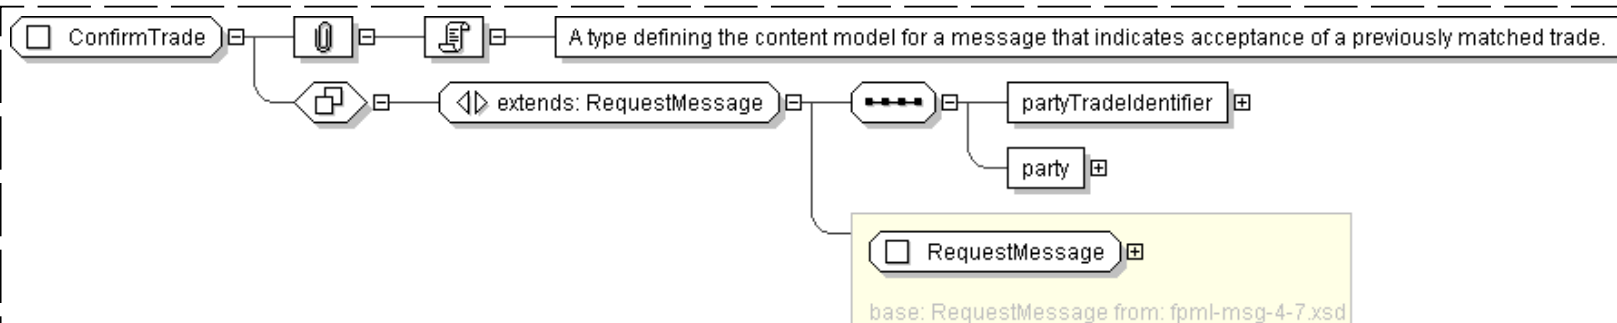 ConfirmTrade
A type defining the content model for a message that indicates acceptance of a previously matched trade.
extends: RequestMessage
partyTradeIdentifier
party
RequestMessage
base: RequestMessage from: fpml-msg-4-7.xsd